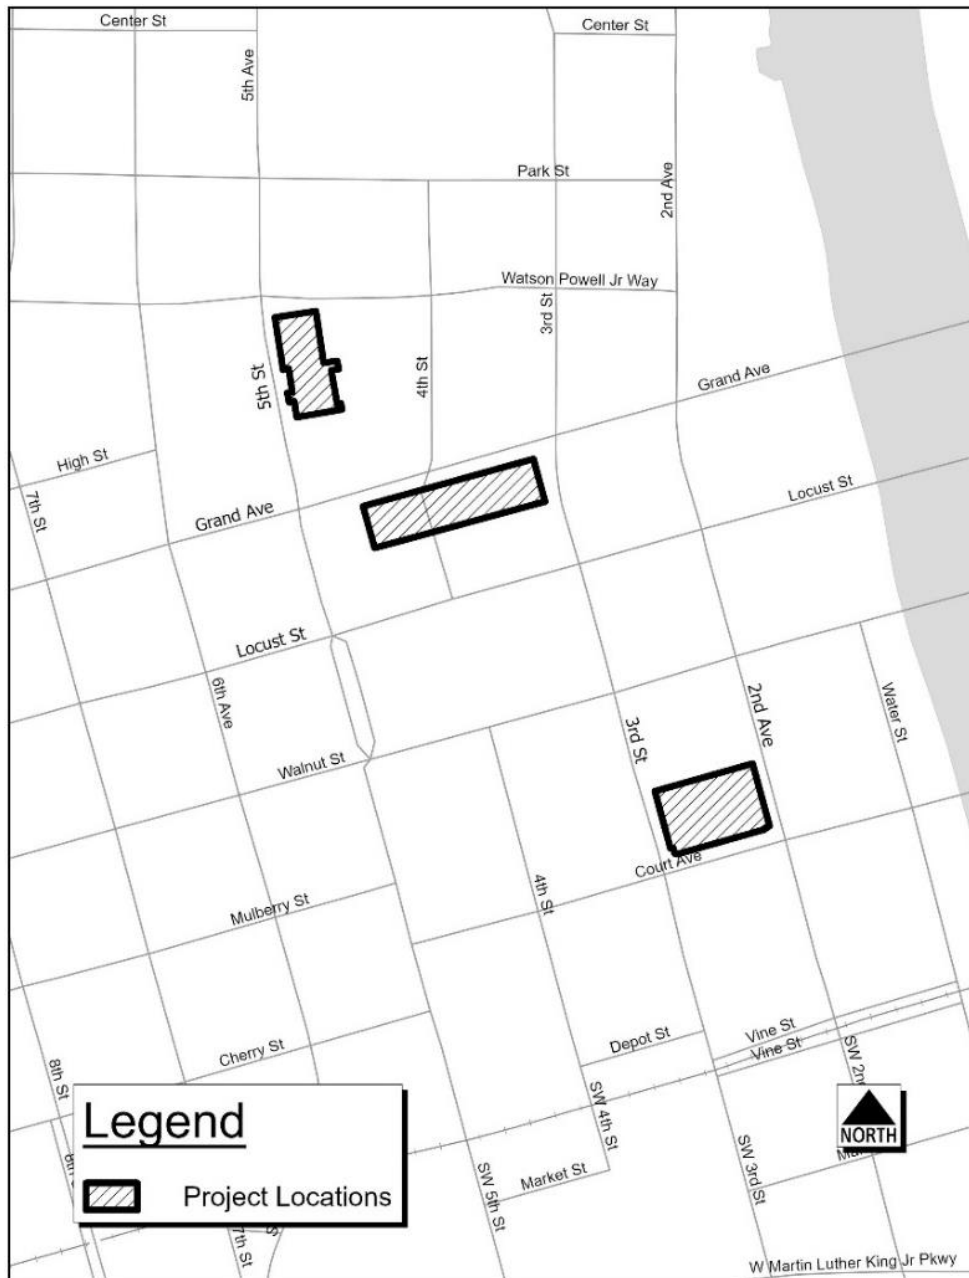 Center St
Center St
5th Ave
Park St
2nd Ave
Watson Powell Jr Way
3rd St
4th St
5th St
Grand Ave
High St
Locust St
7th St
Grand Ave
Locust St
6th Ave
2nd Ave
Water St
3rd St
Walnut St
Court Ave
4th St
Mulberry St
Depot St
Vine St
Vine St
Cherry St
8th St
SW 2nd
NORTH
SW 4th St
Market St
SW 5th St
SW 3rd St
Legend
Project Locations
7th St
W Martin Luther King Jr Pkwy